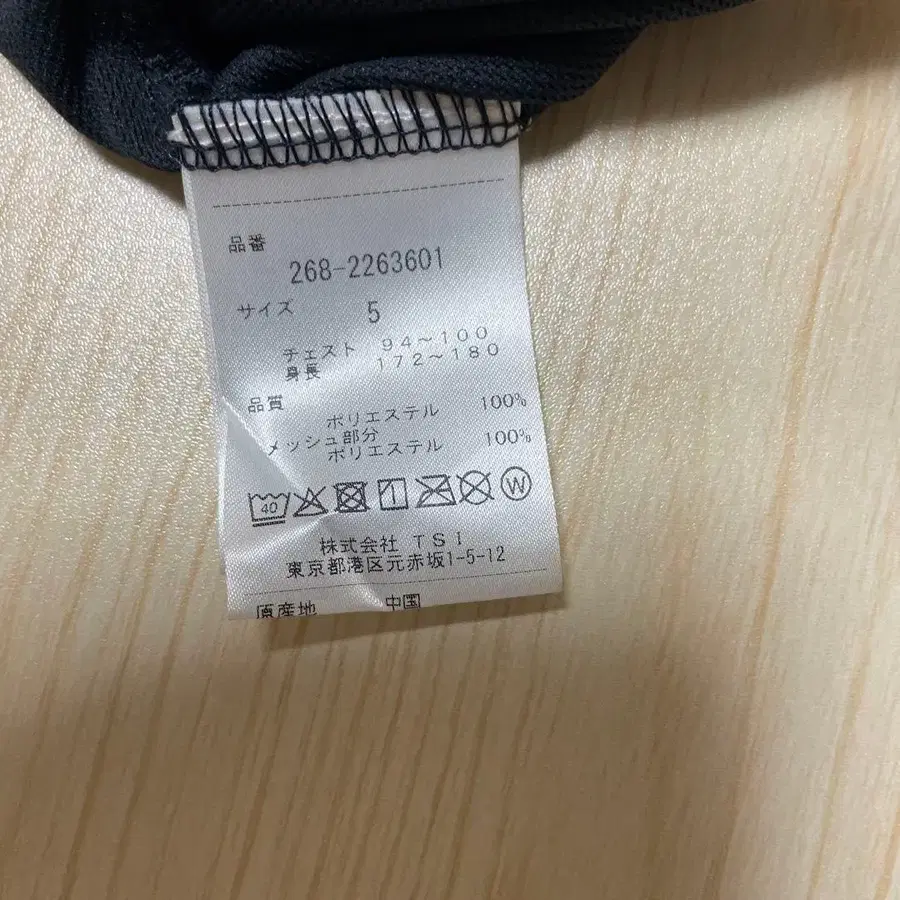 品番
268-2263601
サイズ 5
チェスト 94～100
身長 172～180
品質
ポリエステル 100%
メッシュ部分
ポリエステル 100%
40 W
株式会社 TSI
東京都港区元赤坂1-5-12
原産地 中国